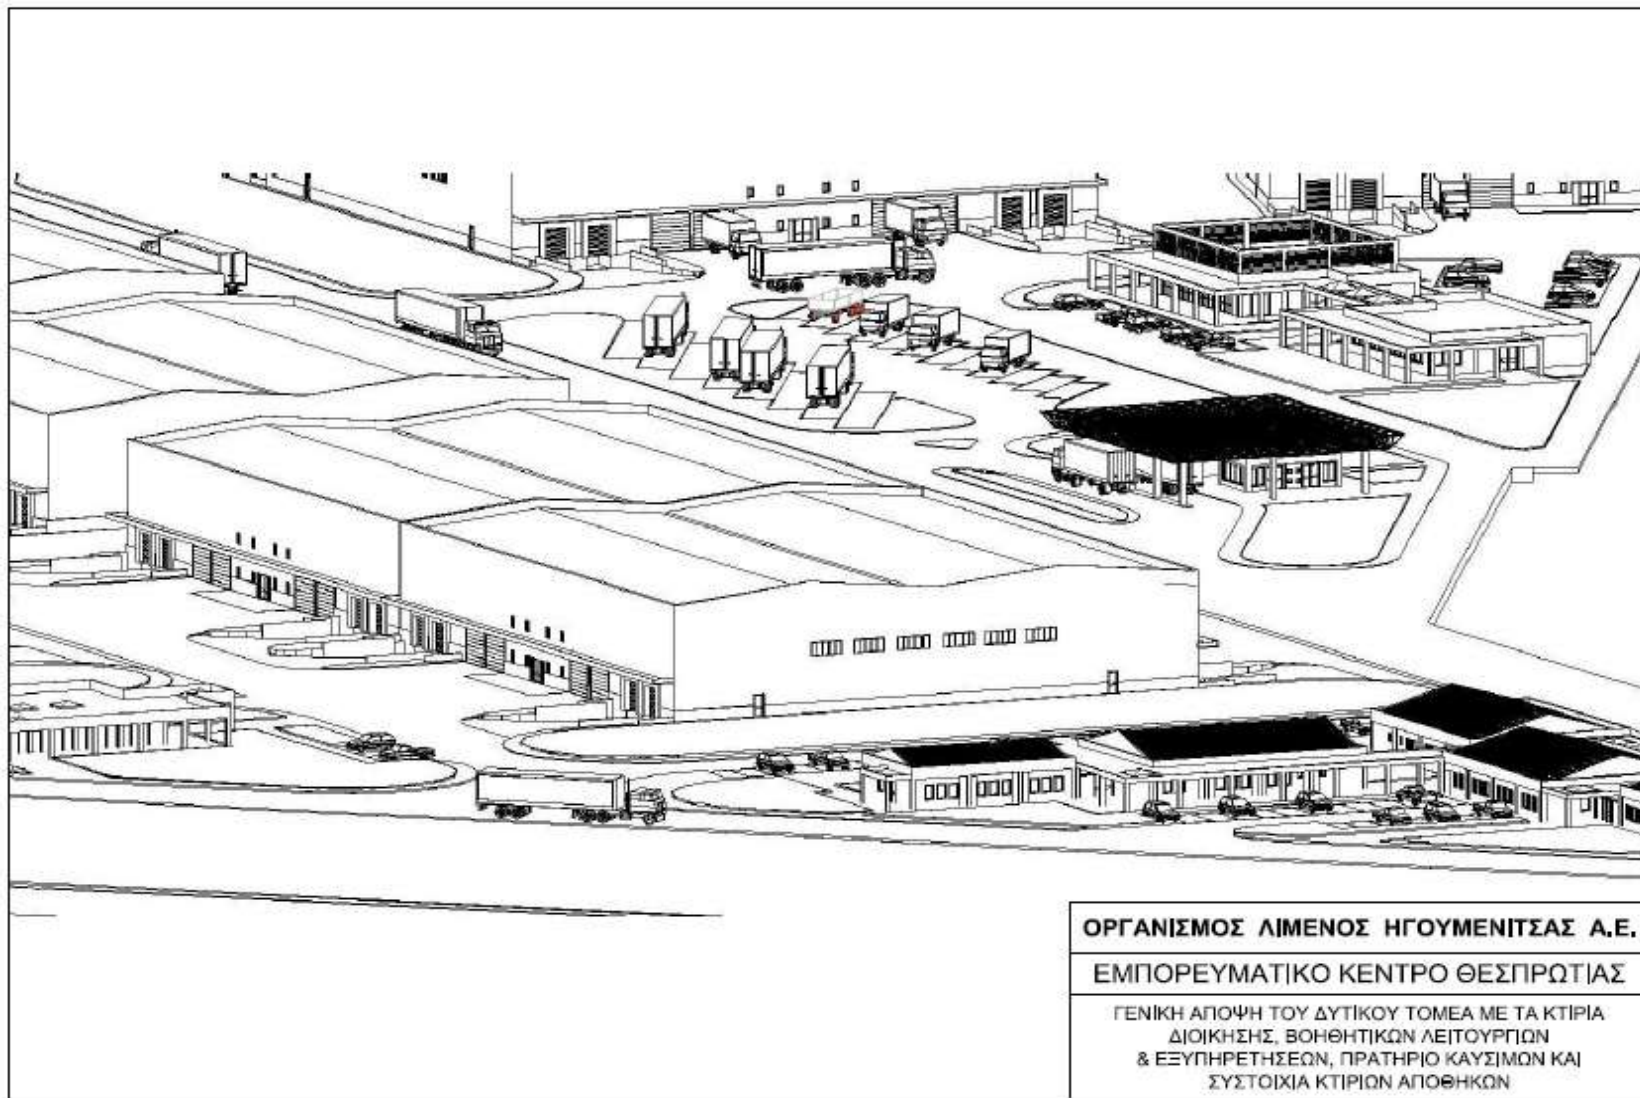 ΟΡΓΑΝΙΣΜΟΣ ΛΙΜΕΝΟΣ ΗΓΟΥΜΕΝΙΤΣΑΣ Α.Ε.
ΕΜΠΟΡΕΥΜΑΤΙΚΟ ΚΕΝΤΡΟ ΘΕΣΠΡΩΤΙΑΣ
ΓΕΝΙΚΗ ΑΠΟΨΗ ΤΟΥ ΔΥΤΙΚΟΥ ΤΟΜΕΑ ΜΕ ΤΑ ΚΤΙΡΙΑ
ΔΙΟΙΚΗΣΗΣ, ΒΟΗΘΗΤΙΚΩΝ ΛΕΙΤΟΥΡΓΙΩΝ
& ΕΞΥΠΗΡΕΤΗΣΕΩΝ, ΠΡΑΤΗΡΙΟ ΚΑΥΣΙΜΩΝ ΚΑΙ
ΣΥΣΤΟΙΧΙΑ ΚΤΙΡΙΩΝ ΑΠΟΘΗΚΩΝ